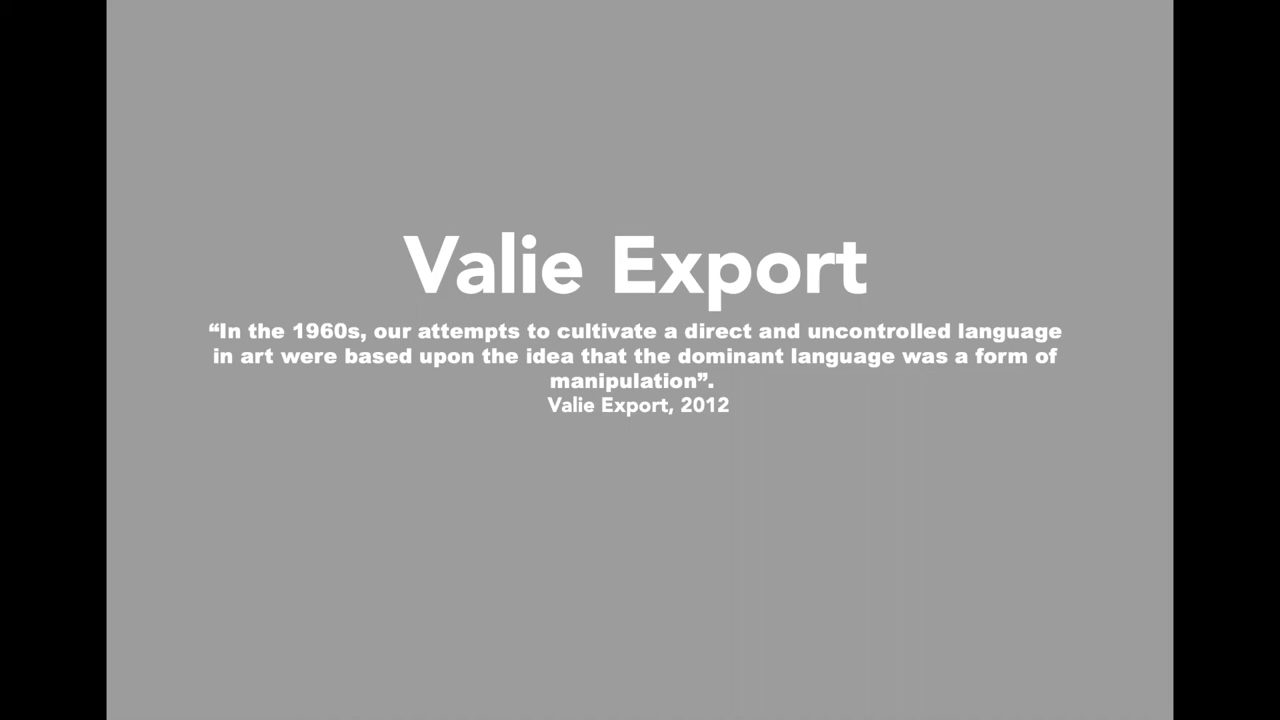 Valie Export
“In the 1960s, our attempts to cultivate a direct and uncontrolled language
in art were based upon the idea that the dominant language was a form of
manipulation”.
Valie Export, 2012